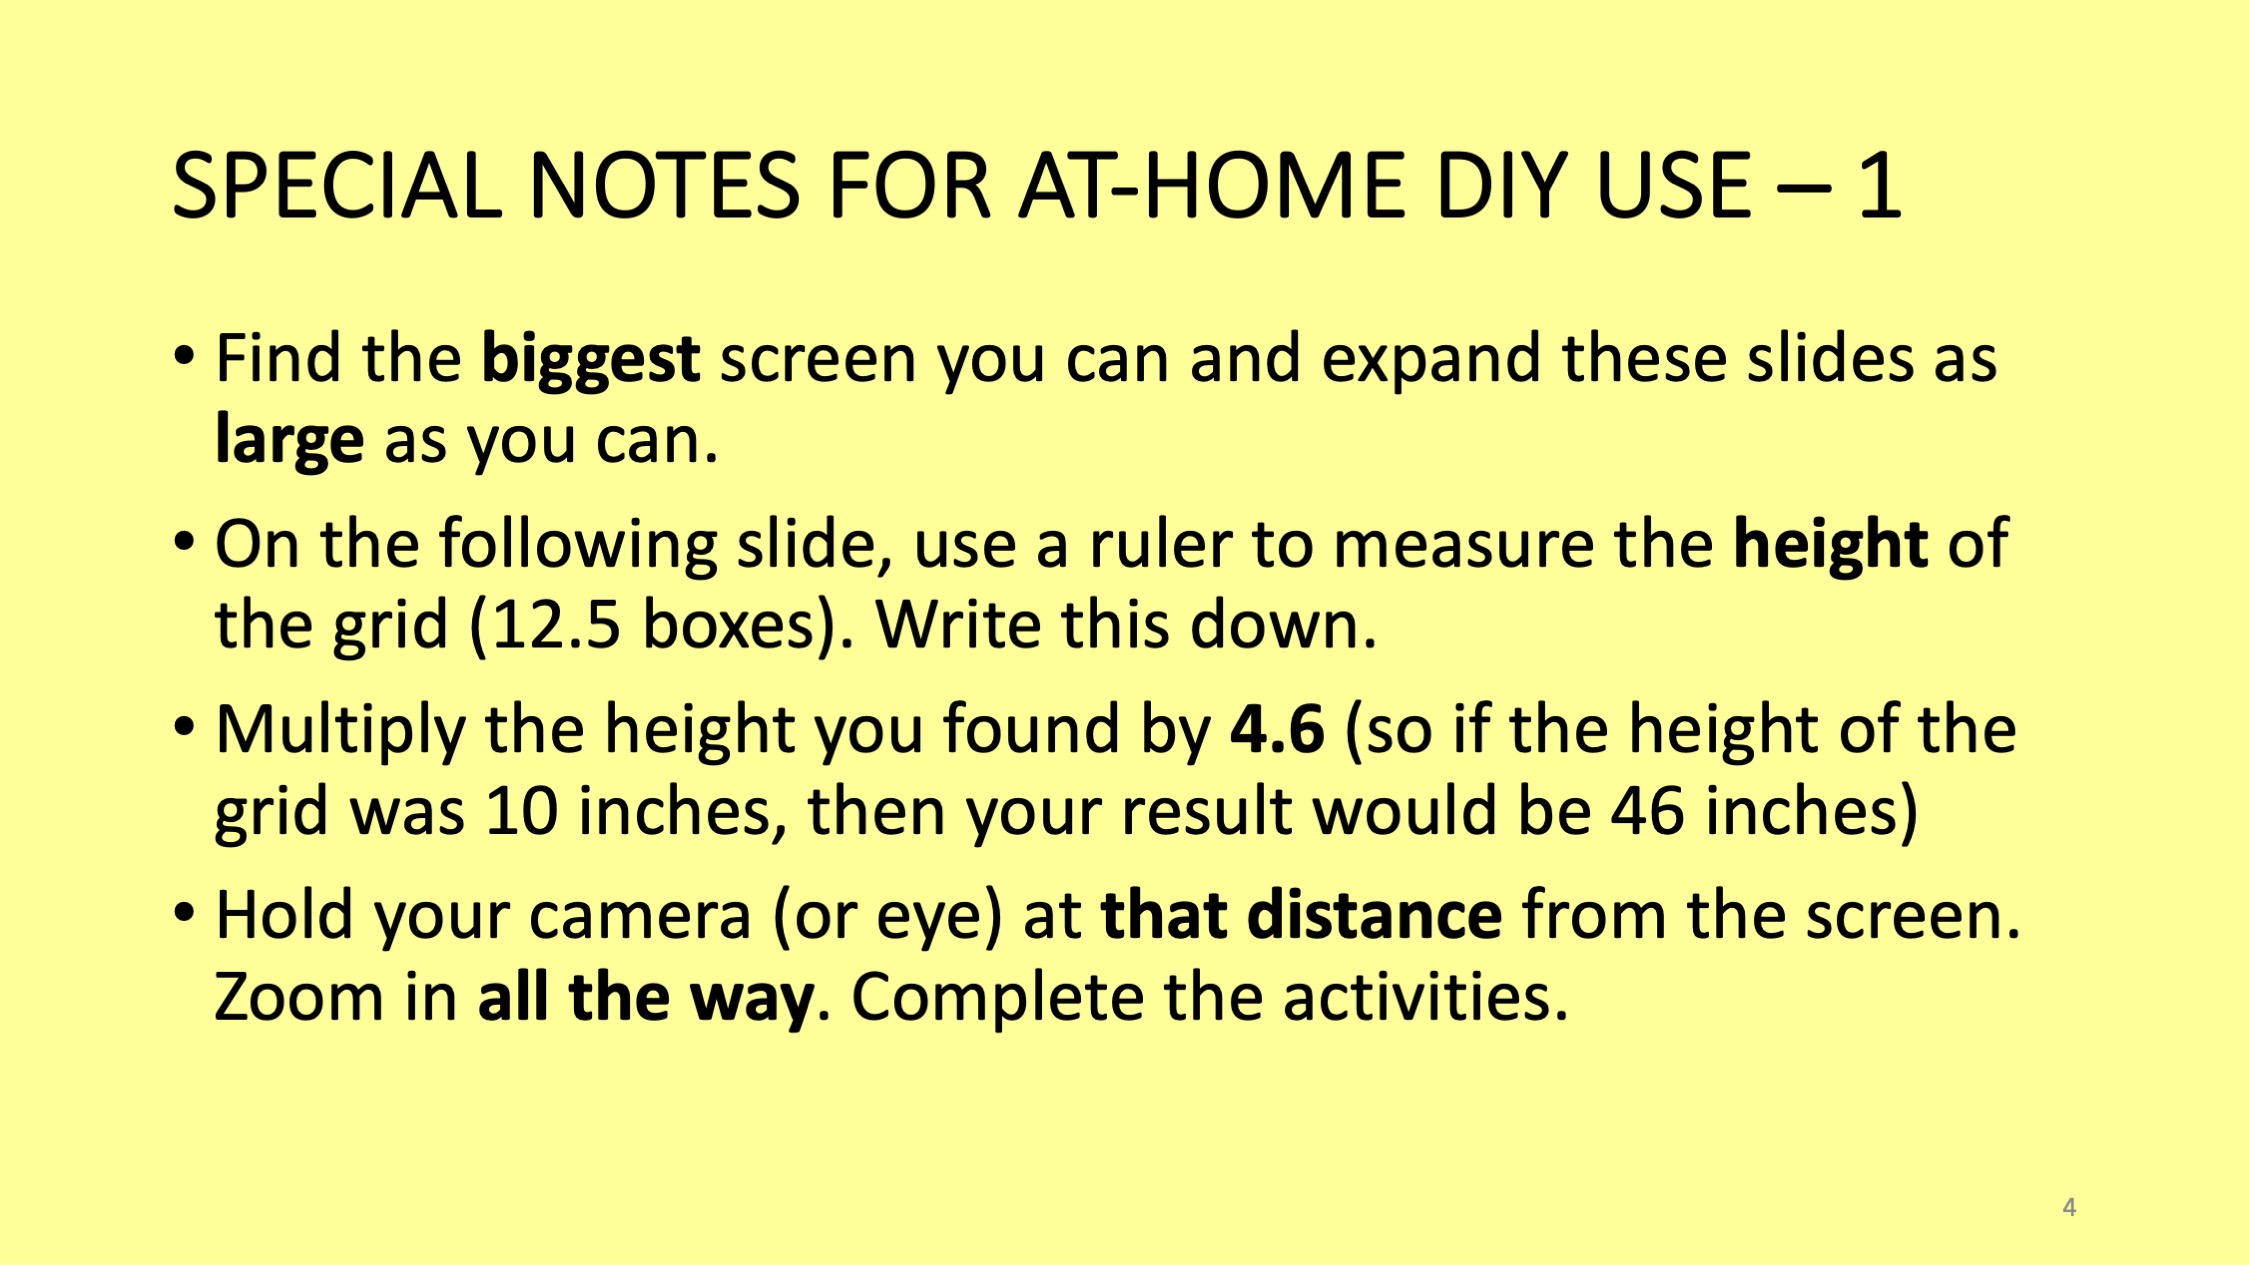 SPECIAL NOTES FOR AT-HOME DIY USE – 1
• Find the biggest screen you can and expand these slides as
large as you can.
• On the following slide, use a ruler to measure the height of
the grid (12.5 boxes). Write this down.
• Multiply the height you found by 4.6 (so if the height of the
grid was 10 inches, then your result would be 46 inches)
• Hold your camera (or eye) at that distance from the screen.
Zoom in all the way. Complete the activities.
4